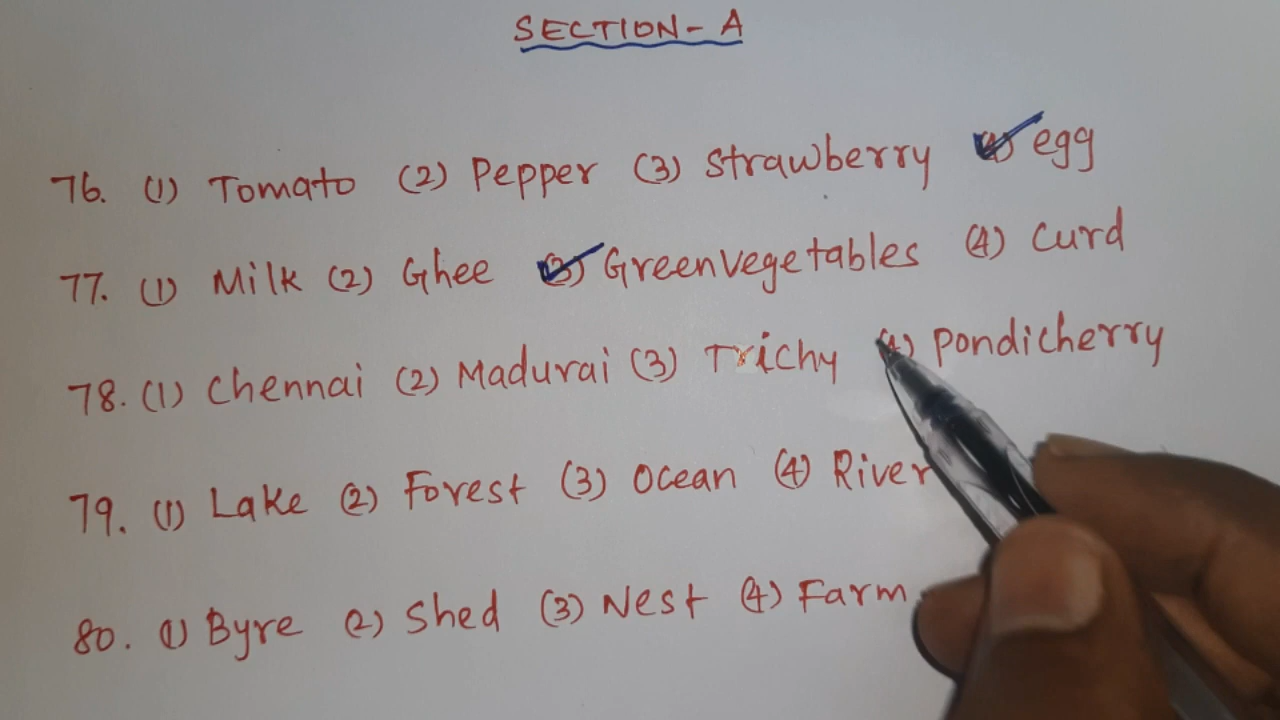 SECTION - A
76. (1) Tomato (2) Pepper (3) Strawberry (4) egg
77. (1) Milk (2) Ghee (3) Greenvegetables (4) Curd
78. (1) Chennai (2) Madurai (3) Trichy (4) Pondicherry
79. (1) Lake (2) Forest (3) Ocean (4) River
80. (1) Byre (2) Shed (3) Nest (4) Farm